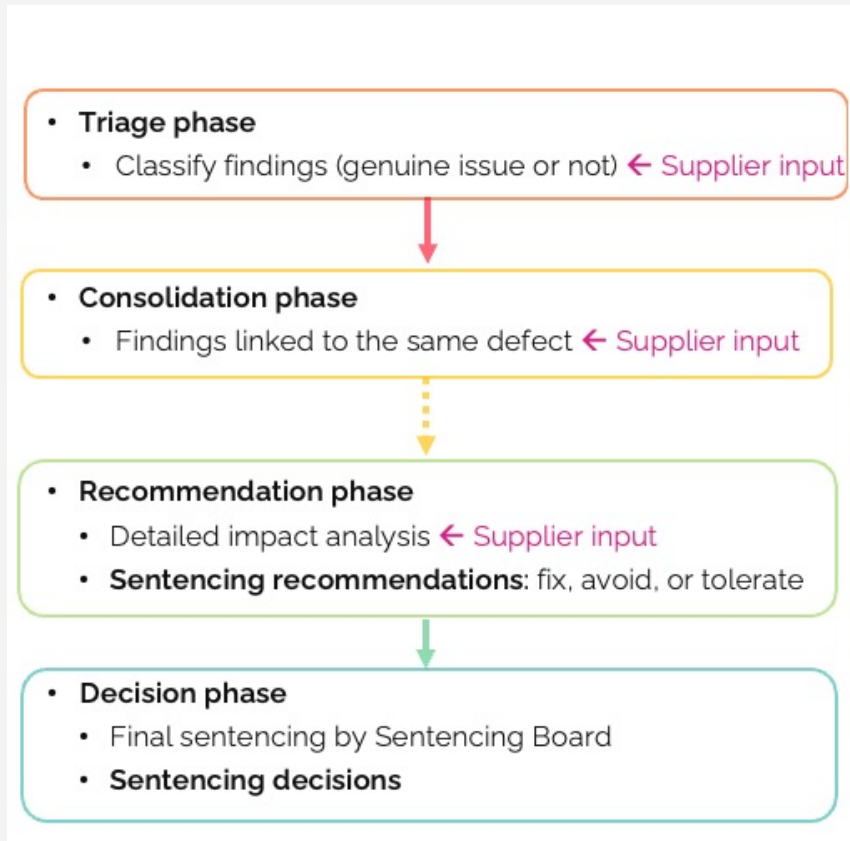 • Triage phase
• Classify findings (genuine issue or not) ← Supplier input
• Consolidation phase
• Findings linked to the same defect ← Supplier input
• Recommendation phase
• Detailed impact analysis ← Supplier input
• Sentencing recommendations: fix, avoid, or tolerate
• Decision phase
• Final sentencing by Sentencing Board
• Sentencing decisions